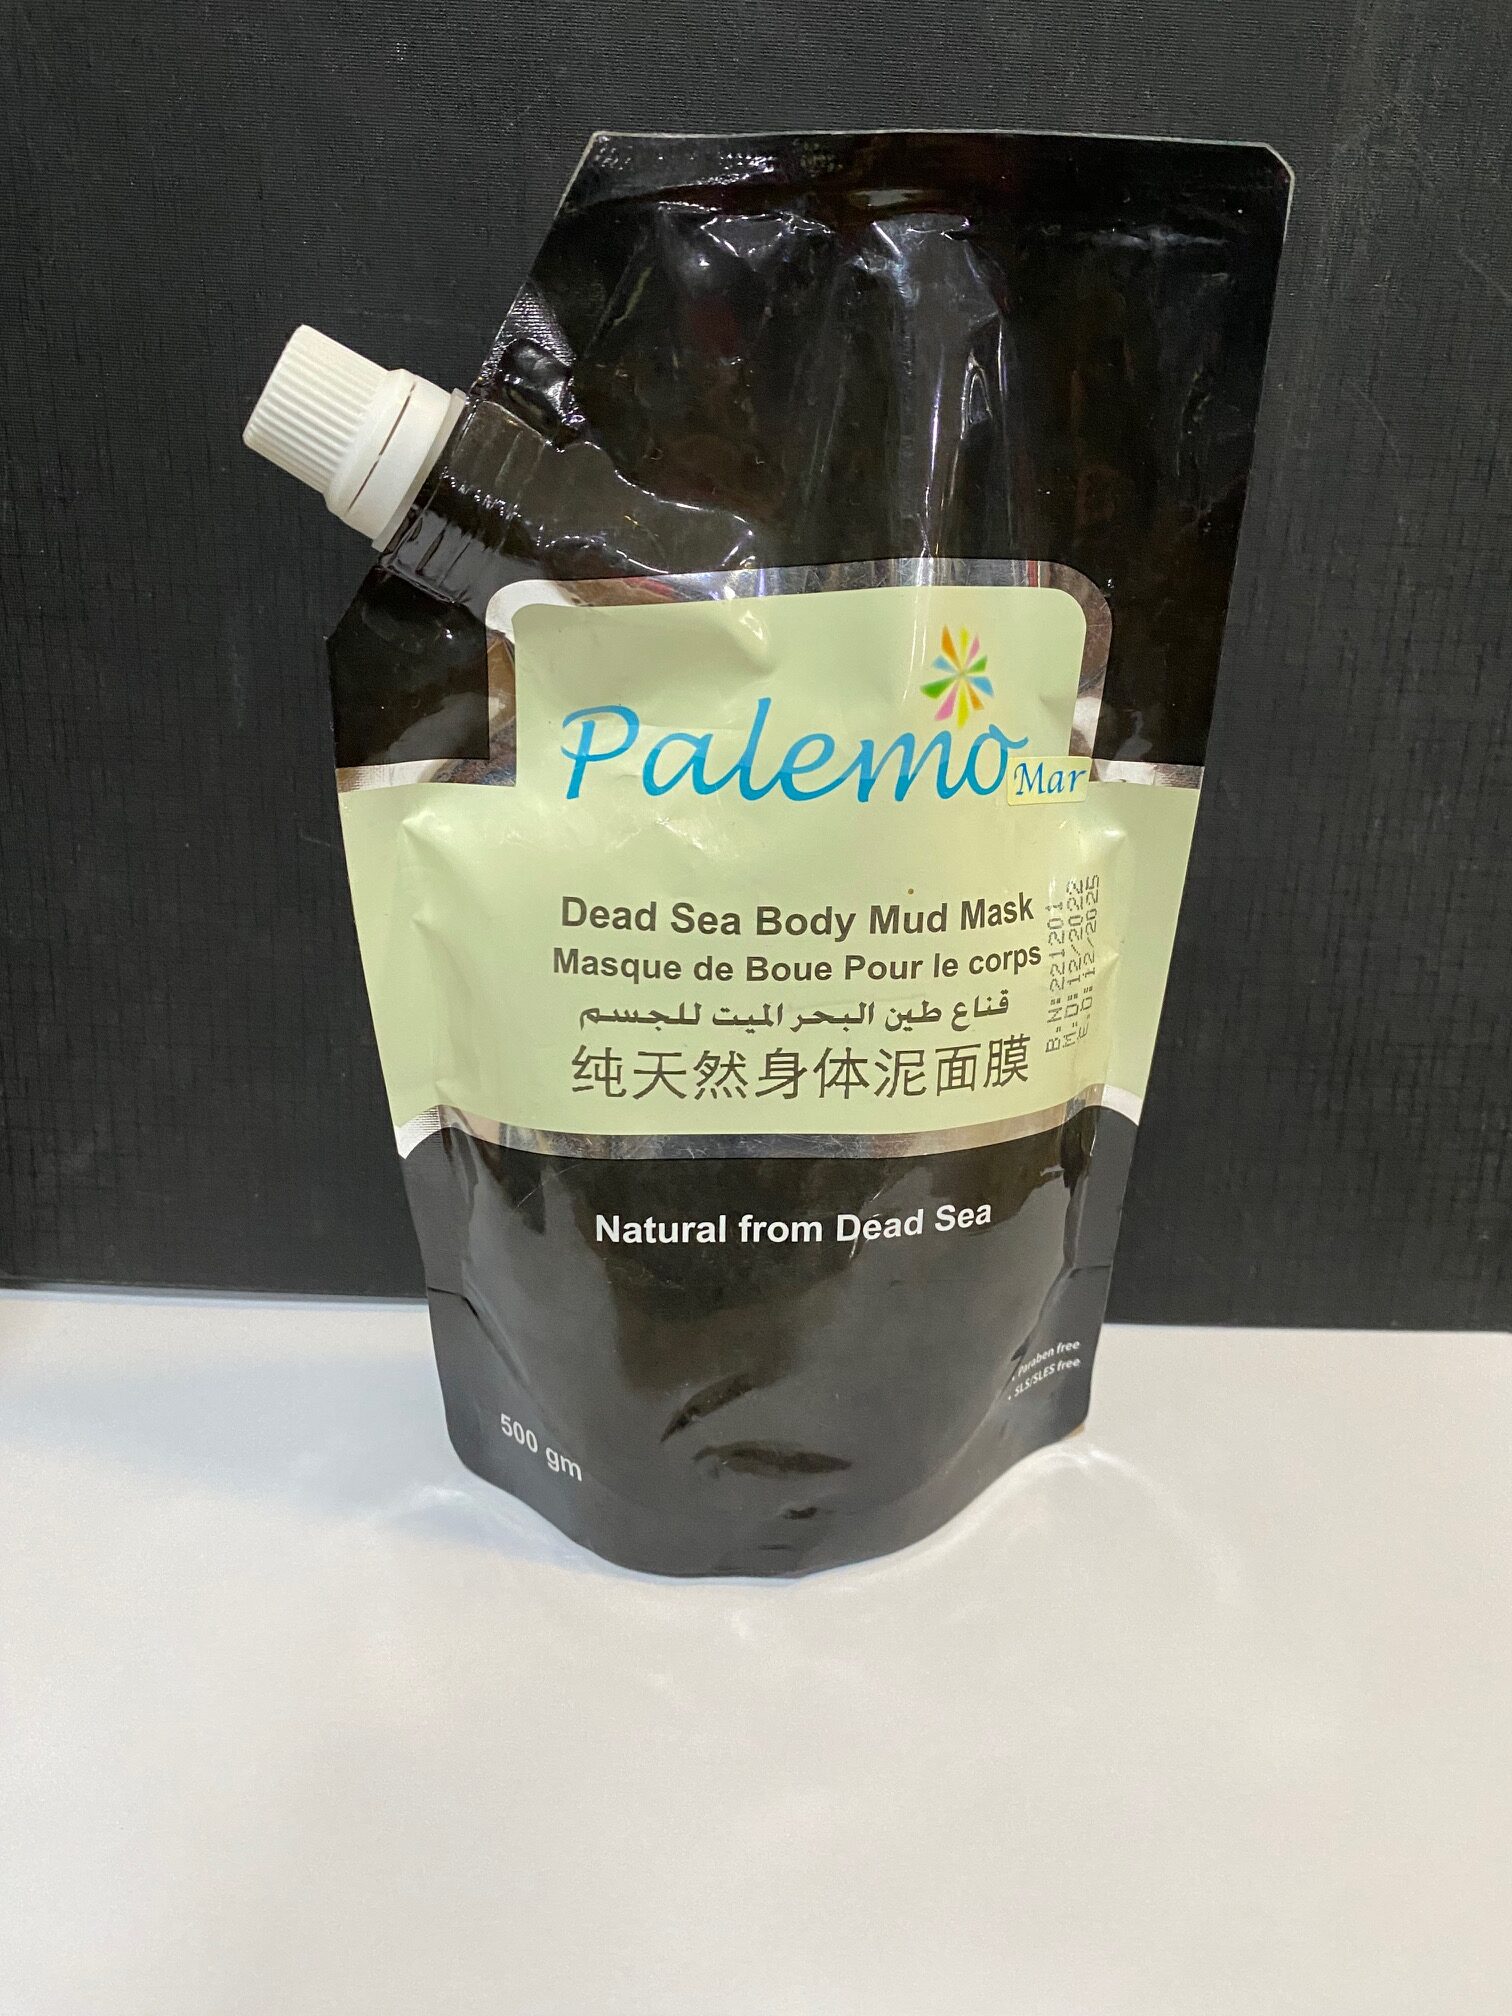 Palemo
Mar
Dead Sea Body Mud Mask
Masque de Boue Pour le corps
قناع طين البحر الميت للجسم
纯天然身体泥面膜
B:N:221201
M:D:12/2022
E.D:12/2025
Natural from Dead Sea
. Paraben free
. SLS/SLES free
500 gm